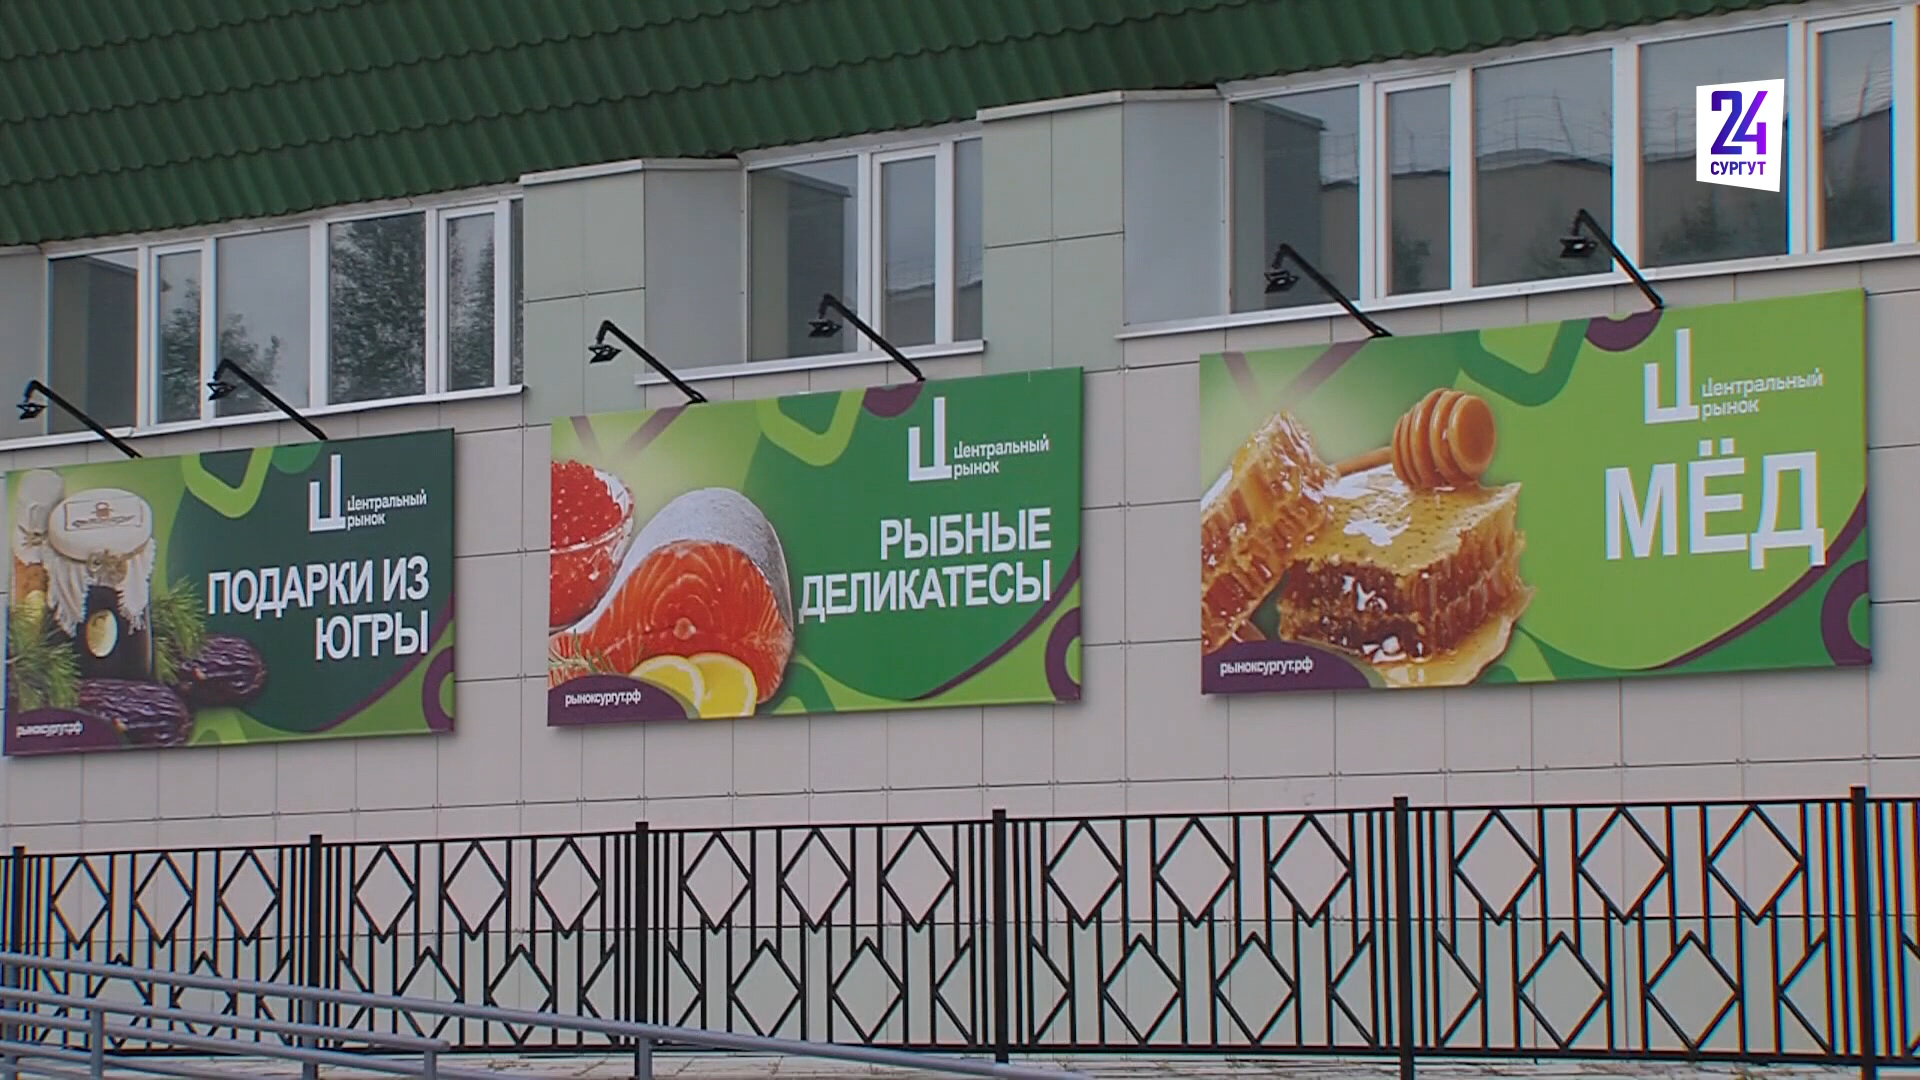 24
СУРГУТ
Центральный
рынок
ПОДАРКИ ИЗ
ЮГРЫ
рыноксургут.рф
Центральный
рынок
РЫБНЫЕ
ДЕЛИКАТЕСЫ
рыноксургут.рф
Центральный
рынок
МЁД
рыноксургут.рф